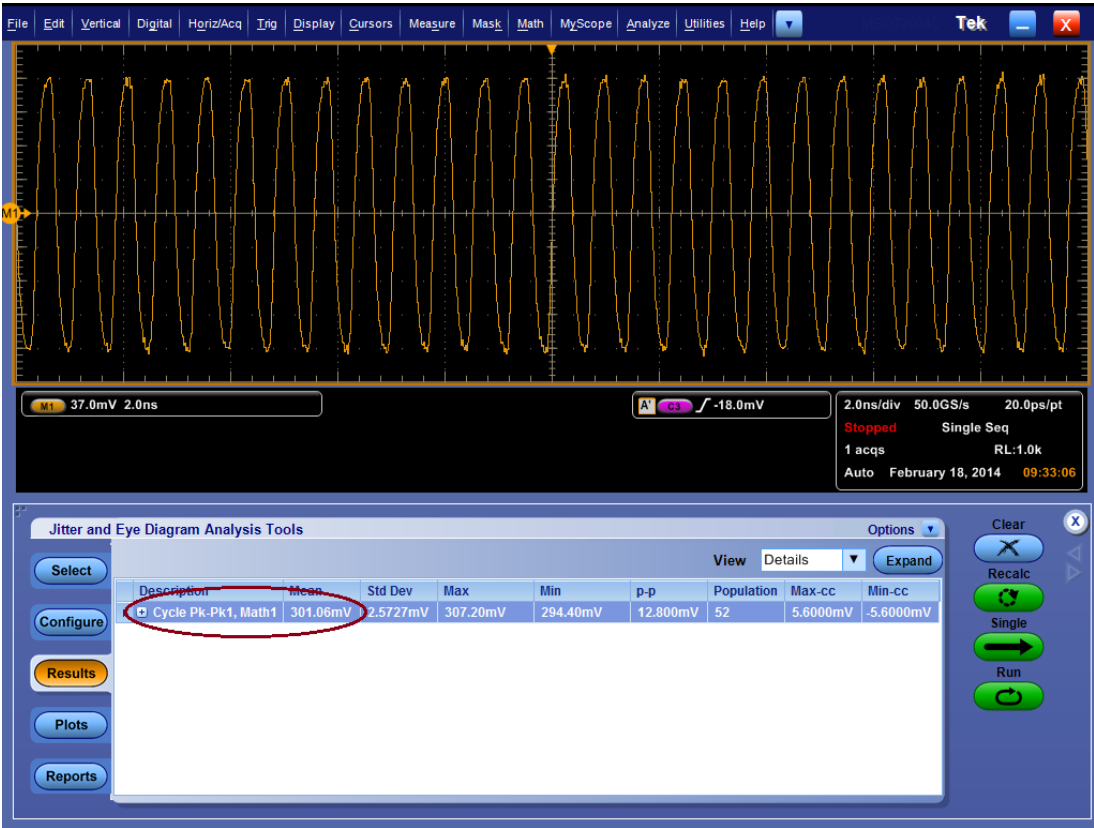 File Edit Vertical Digital Horiz/Acq Trig Display Cursors Measure Mask Math MyScope Analyze Utilities Help Tek X
M1
M1 37.0mV 2.0ns
A' C3 -18.0mV
2.0ns/div 50.0GS/s 20.0ps/pt
Stopped Single Seq
1 acqs RL:1.0k
Auto February 18, 2014 09:33:06
Jitter and Eye Diagram Analysis Tools
Options
Clear
X
View Details Expand
Select
Recalc
Description Mean Std Dev Max Min p-p Population Max-cc Min-cc
Cycle Pk-Pk1, Math1 301.06mV 2.5727mV 307.20mV 294.40mV 12.800mV 52 5.6000mV -5.6000mV
Configure
Single
Results
Run
Plots
Reports